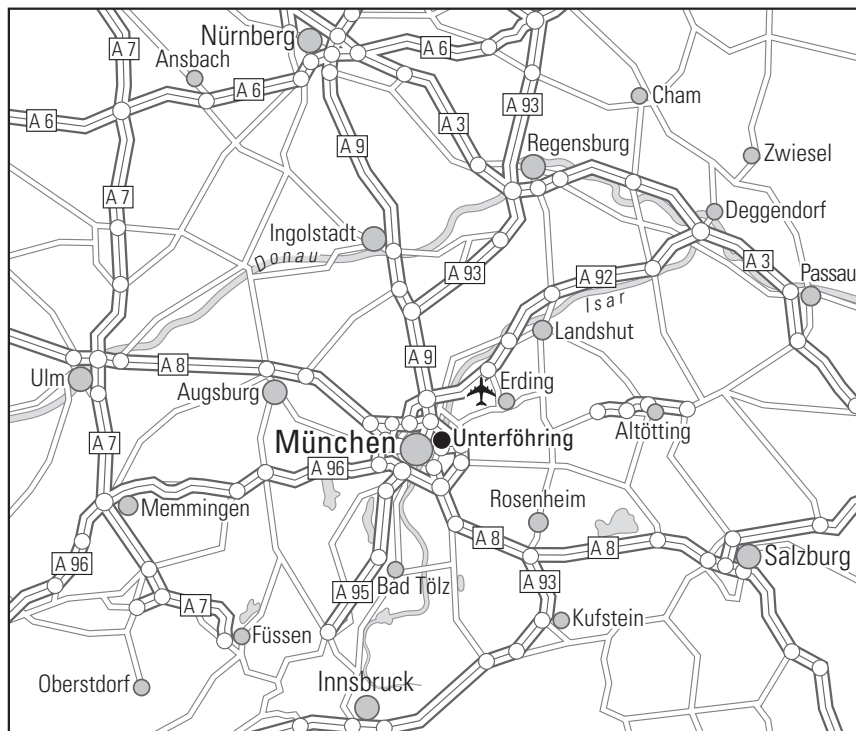 A 7
Nürnberg
A 6
Ansbach
A 6
A 93
Cham
A 6
A 3
A 9
Regensburg
Zwiesel
A 7
Deggendorf
Ingolstadt
Donau
A 93
A 92
A 3
Passau
Isar
Landshut
A 9
A 8
Ulm
Augsburg
Erding
Altötting
München
Unterföhring
A 7
A 96
Memmingen
Rosenheim
A 8
A 8
Salzburg
A 96
A 95
Bad Tölz
A 93
A 7
Füssen
Kufstein
Oberstdorf
Innsbruck